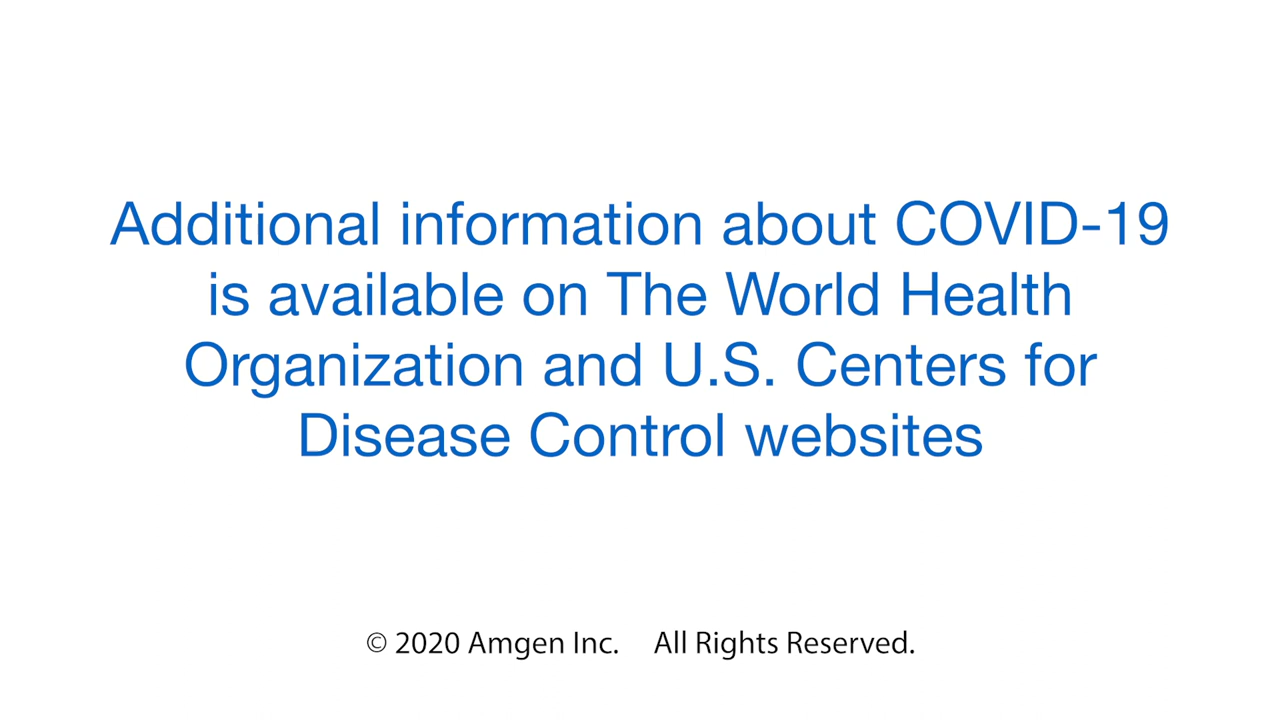 Additional information about COVID-19
is available on The World Health
Organization and U.S. Centers for
Disease Control websites
© 2020 Amgen Inc. All Rights Reserved.